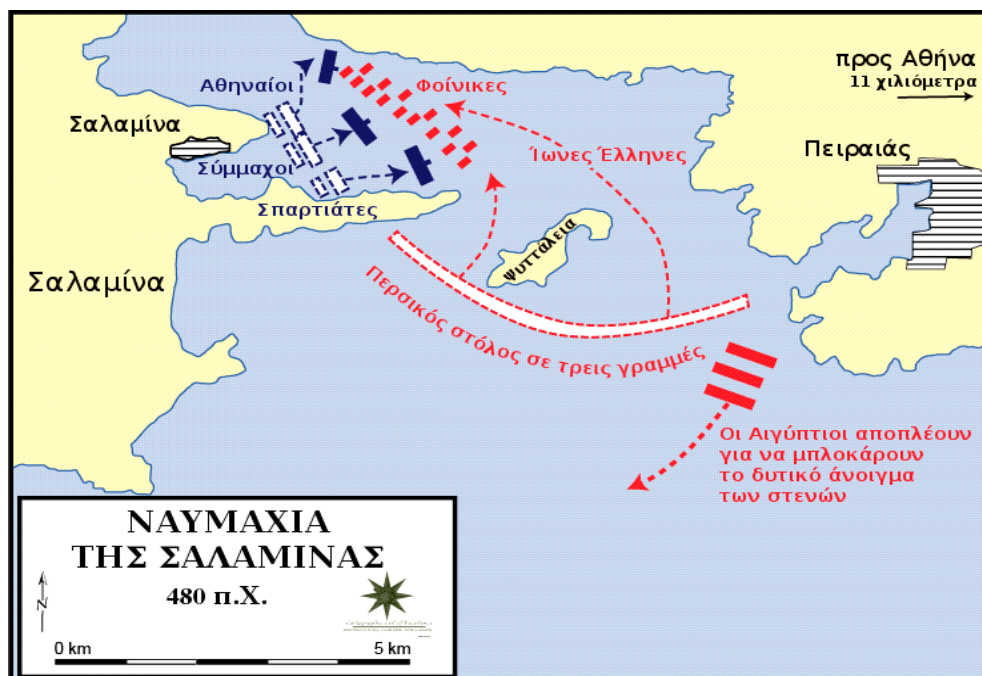 προς Αθήνα
11 χιλιόμετρα
Αθηναίοι
Φοίνικες
Σαλαμίνα
Ίωνες Έλληνες
Πειραιάς
Σύμμαχοι
Σπαρτιάτες
Ψυττάλεια
Σαλαμίνα
Περσικός στόλος σε τρεις γραμμές
Οι Αιγύπτιοι αποπλέουν
για να μπλοκάρουν
το δυτικό άνοιγμα
των στενών
ΝΑΥΜΑΧΙΑ
ΤΗΣ ΣΑΛΑΜΙΝΑΣ
480 π.Χ.
N
0 km
5 km